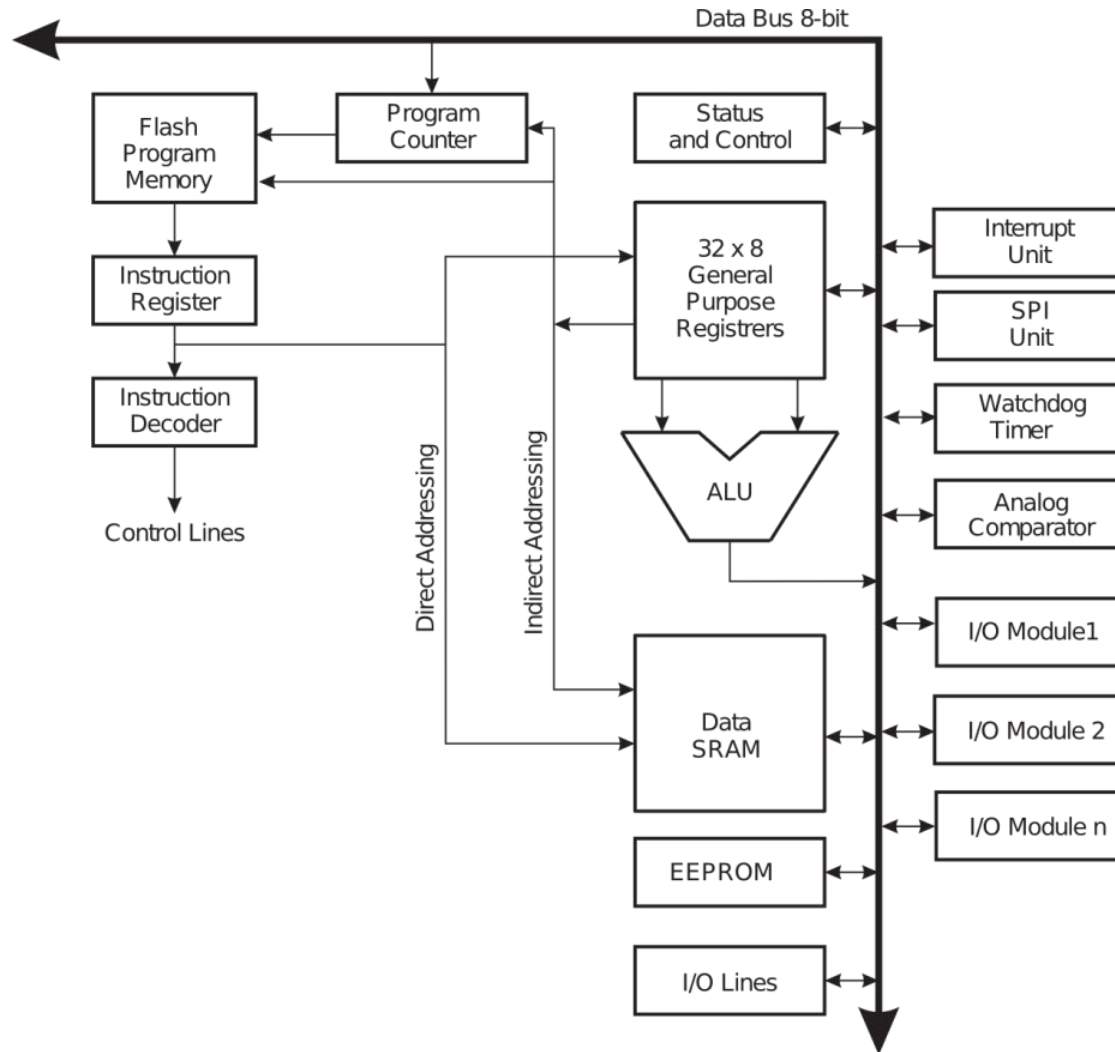 Data Bus 8-bit
Flash
Program
Memory
Program
Counter
Status
and Control
Interrupt
Unit
32 x 8
General
Purpose
Registrers
Instruction
Register
SPI
Unit
Instruction
Decoder
Watchdog
Timer
Direct Addressing
Indirect Addressing
ALU
Analog
Comparator
Control Lines
I/O Module1
Data
SRAM
I/O Module 2
I/O Module n
EEPROM
I/O Lines